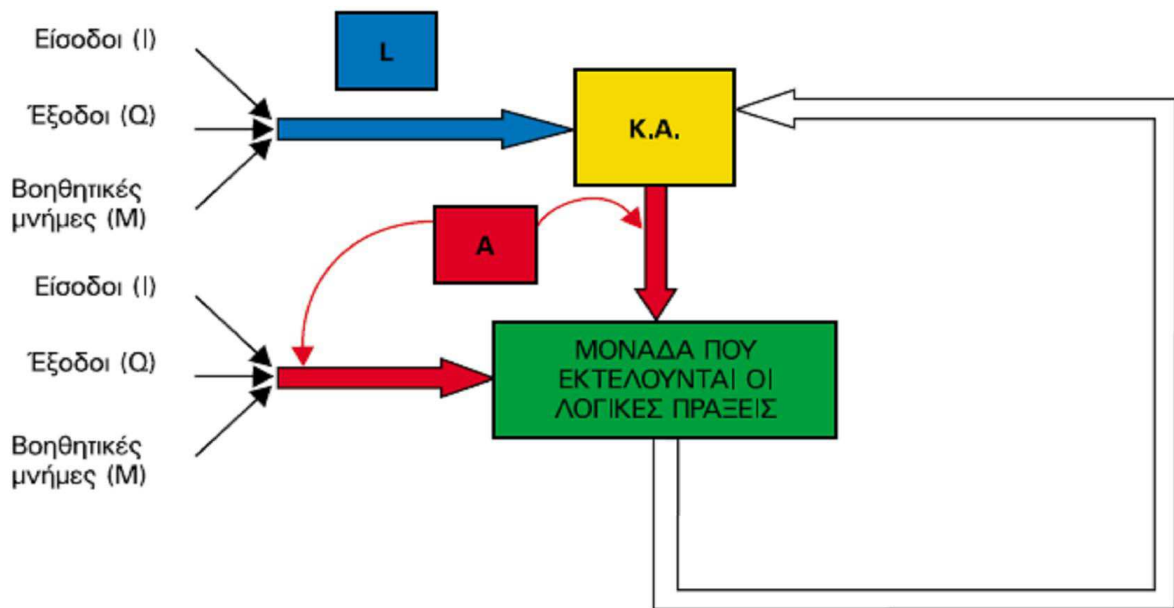 Είσοδοι (I)
L
Έξοδοι (Q)
K.A.
Βοηθητικές
μνήμες (M)
A
Είσοδοι (I)
Έξοδοι (Q)
ΜΟΝΑΔΑ ΠΟΥ
ΕΚΤΕΛΟΥΝΤΑΙ ΟΙ
ΛΟΓΙΚΕΣ ΠΡΑΞΕΙΣ
Βοηθητικές
μνήμες (M)